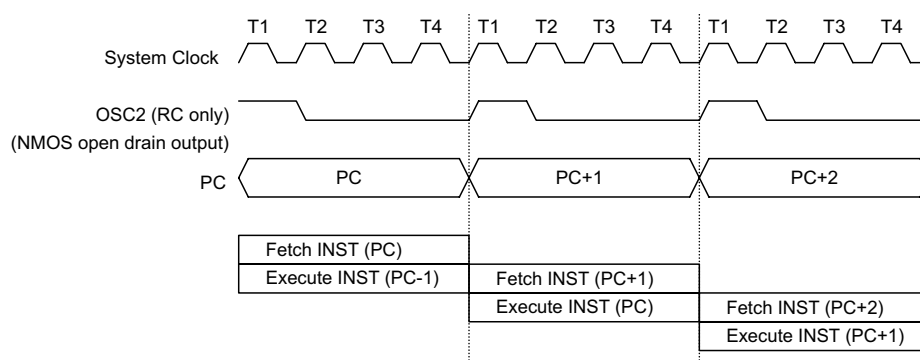 T1 T2 T3 T4 T1 T2 T3 T4 T1 T2 T3 T4
System Clock
OSC2 (RC only)
(NMOS open drain output)
PC PC PC+1 PC+2
Fetch INST (PC)
Execute INST (PC-1) Fetch INST (PC+1)
Execute INST (PC) Fetch INST (PC+2)
Execute INST (PC+1)